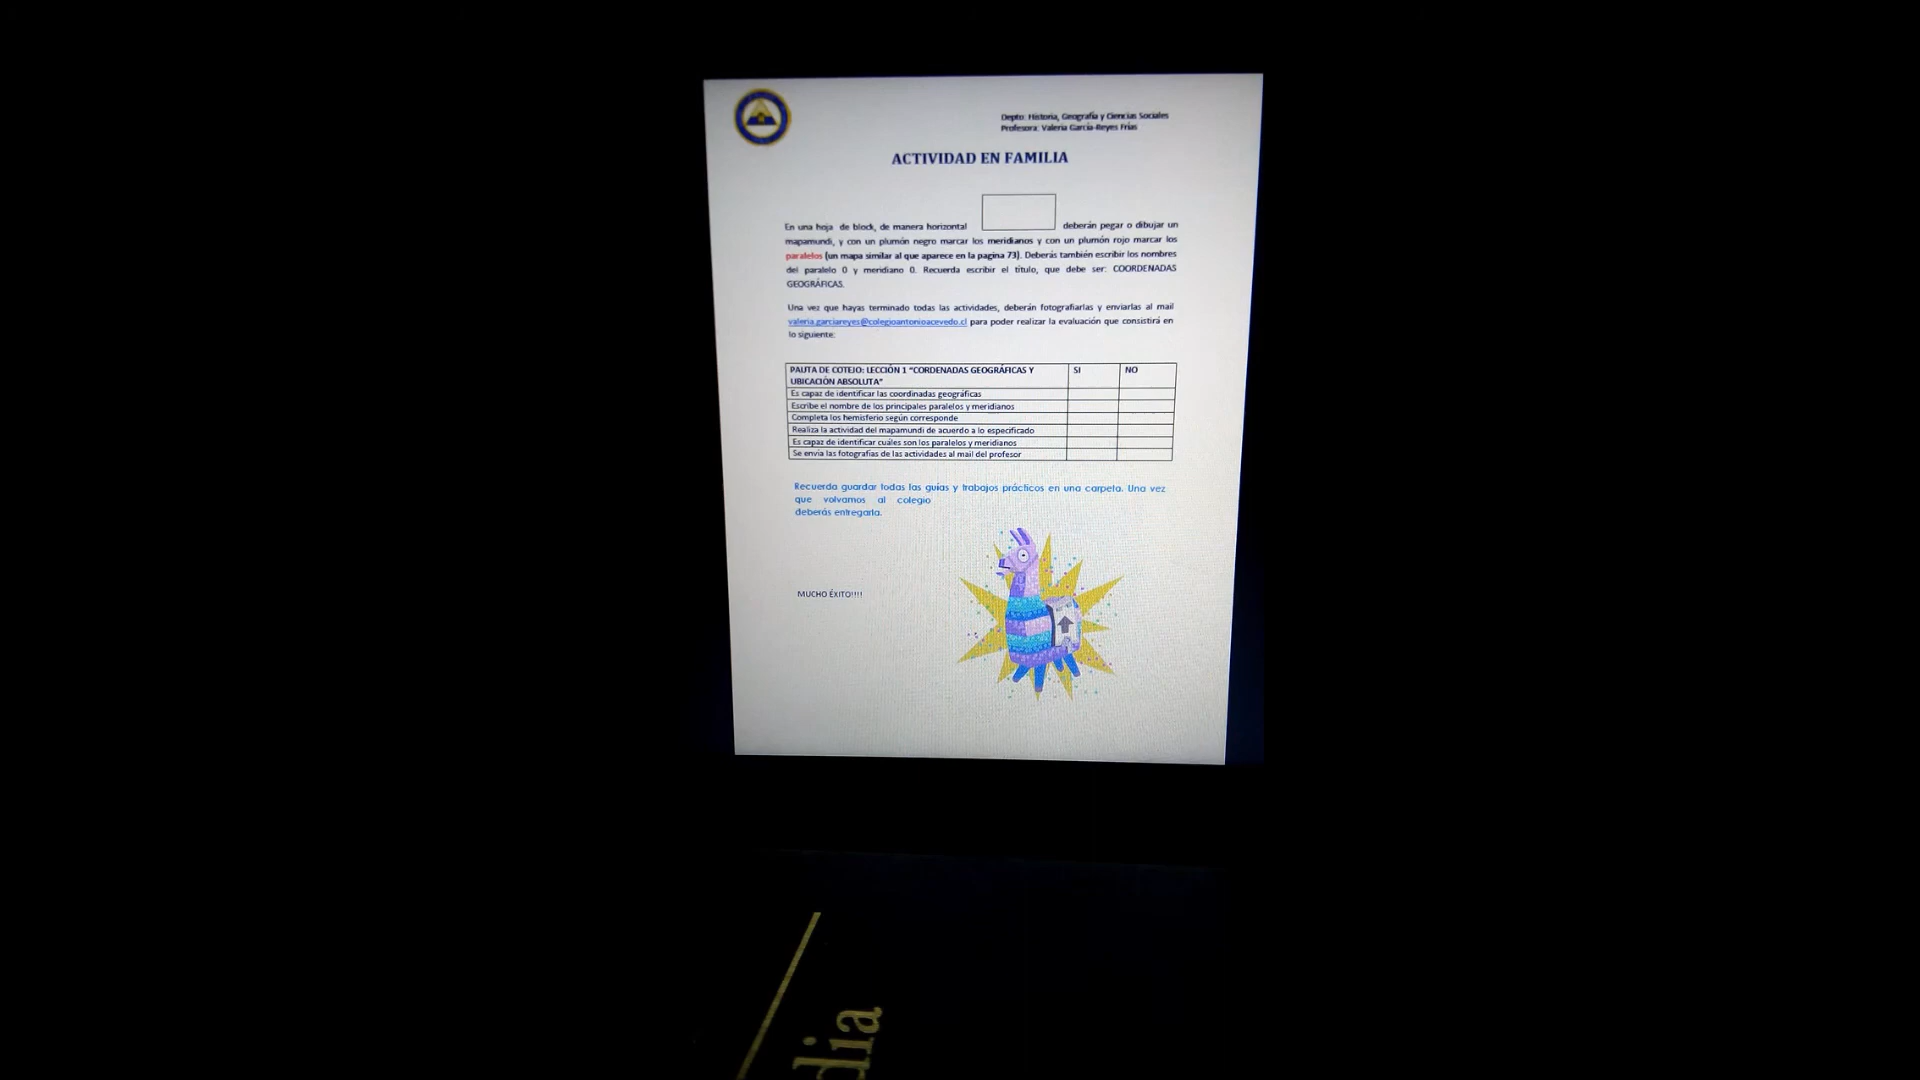 Depto: Historia, Geografía y Ciencias Sociales
Profesora: Valeria García-Reyes Frías
ACTIVIDAD EN FAMILIA
En una hoja de block, de manera horizontal deberán pegar o dibujar un
mapamundi, y con un plumón negro marcar los meridianos y con un plumón rojo marcar los
paralelos (un mapa similar al que aparece en la pagina 73). Deberás también escribir los nombres
del paralelo 0 y meridiano 0. Recuerda escribir el título, que debe ser: COORDENADAS
GEOGRÁFICAS.
Una vez que hayas terminado todas las actividades, deberán fotografiarlas y enviarlas al mail
valeria.garciareyes@colegioantonioacevedo.cl para poder realizar la evaluación que consistirá en
lo siguiente:
PAUTA DE COTEJO: LECCIÓN 1 "CORDENADAS GEOGRÁFICAS Y SI NO
UBICACIÓN ABSOLUTA"
Es capaz de identificar las coordinadas geográficas
Escribe el nombre de los principales paralelos y meridianos
Completa los hemisferio según corresponde
Realiza la actividad del mapamundi de acuerdo a lo especificado
Es capaz de identificar cuáles son los paralelos y meridianos
Se envía las fotografías de las actividades al mail del profesor
Recuerda guardar todas las guías y trabajos prácticos en una carpeta. Una vez
que volvamos al colegio
deberás entregarla.
MUCHO ÉXITO!!!!
dia